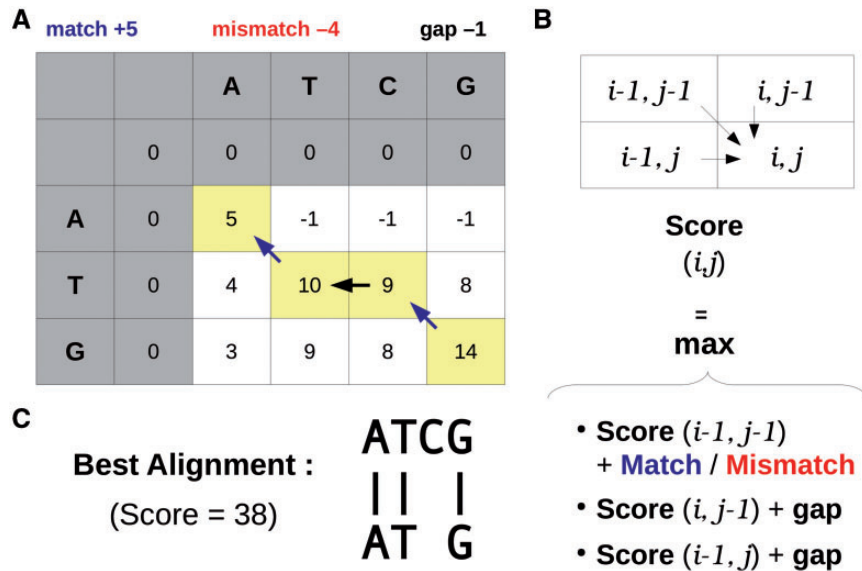 A
match +5 mismatch –4 gap –1
A T C G
0 0 0 0 0
A 0 5 -1 -1 -1
T 0 4 10 9 8
G 0 3 9 8 14
B
i-1, j-1 i, j-1
i-1, j i, j
Score
(i,j)
=
max
• Score (i-1, j-1)
+ Match / Mismatch
• Score (i, j-1) + gap
• Score (i-1, j) + gap
C
Best Alignment :
(Score = 38)
ATCG
|| |
AT G